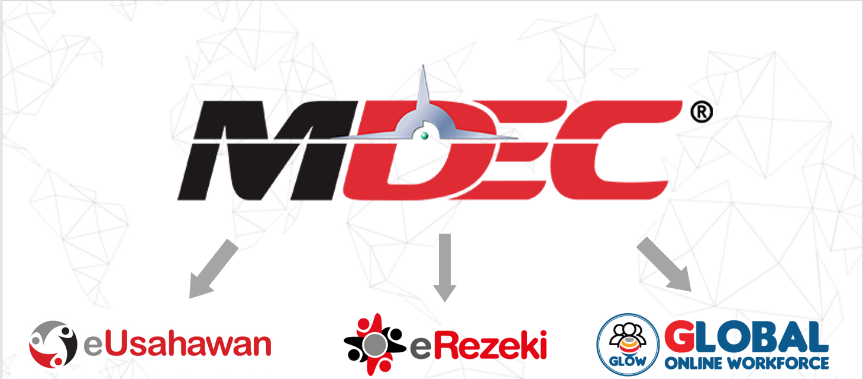 MDEC®
eUsahawan
eRezeki
GLOW
GLOBAL
ONLINE WORKFORCE